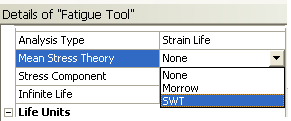 Details of "Fatigue Tool"
Analysis Type Strain Life
Mean Stress Theory None
Stress Component None
Infinite Life Morrow
SWT
Life Units